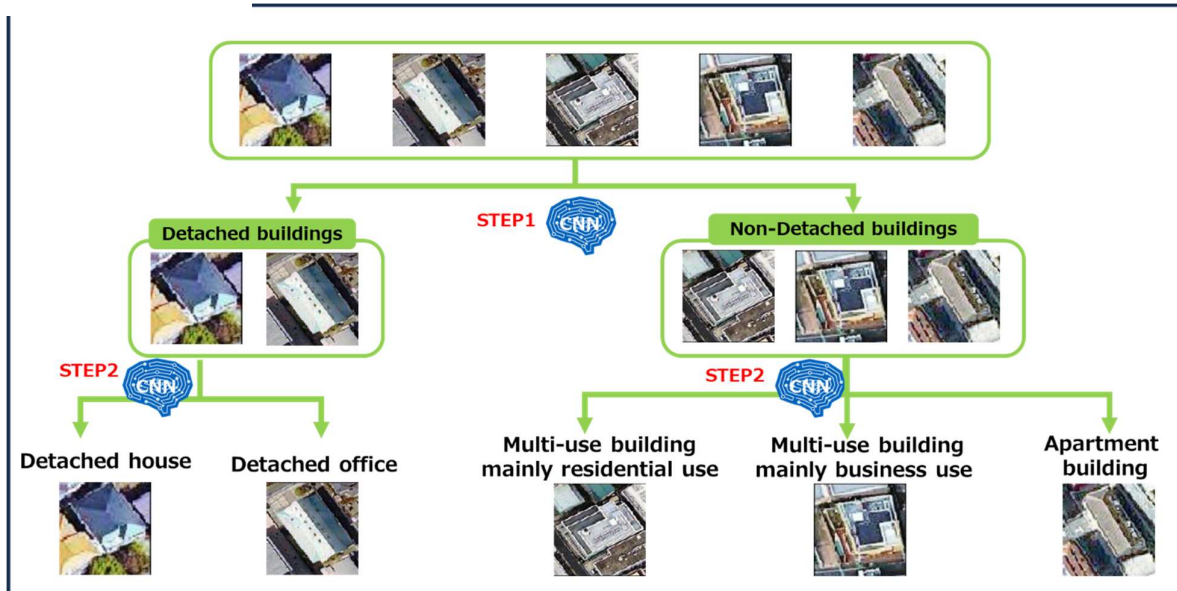 STEP1
CNN
Detached buildings
Non-Detached buildings
STEP2
CNN
STEP2
CNN
Detached house
Detached office
Multi-use building
mainly residential use
Multi-use building
mainly business use
Apartment
building